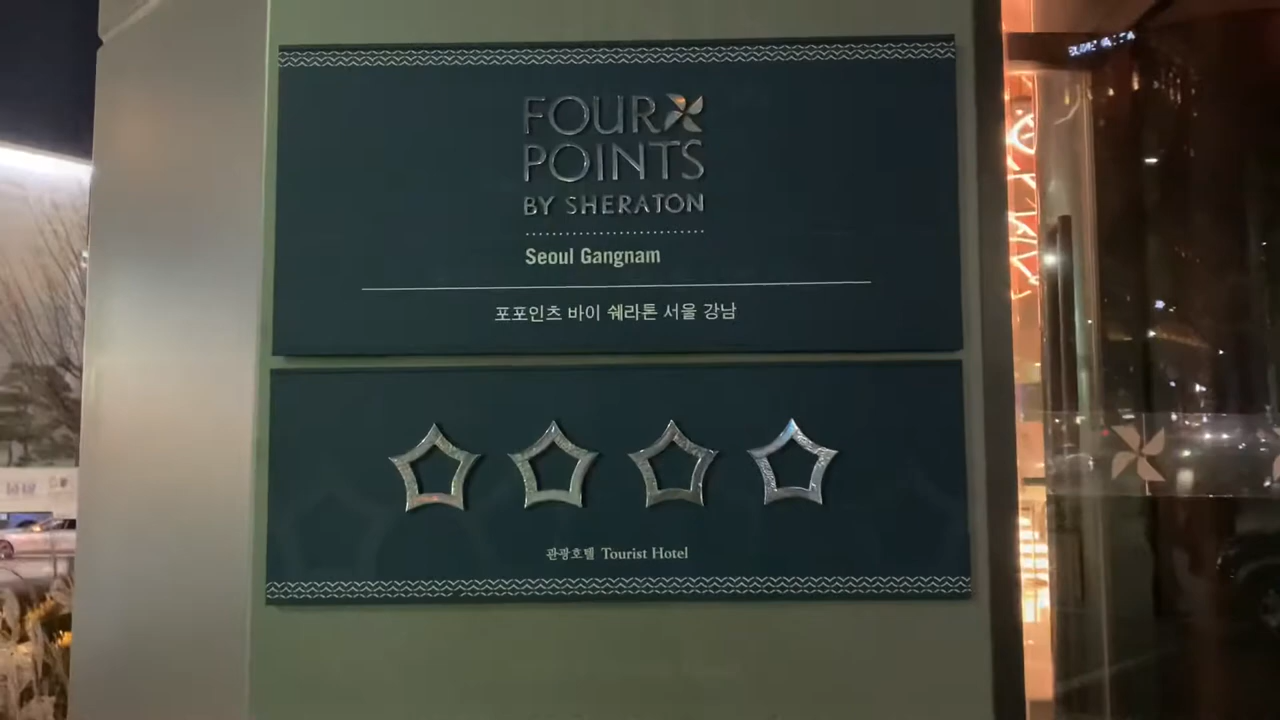 FOUR
POINTS
BY SHERATON
Seoul Gangnam
포포인츠 바이 쉐라톤 서울 강남
관광호텔 Tourist Hotel